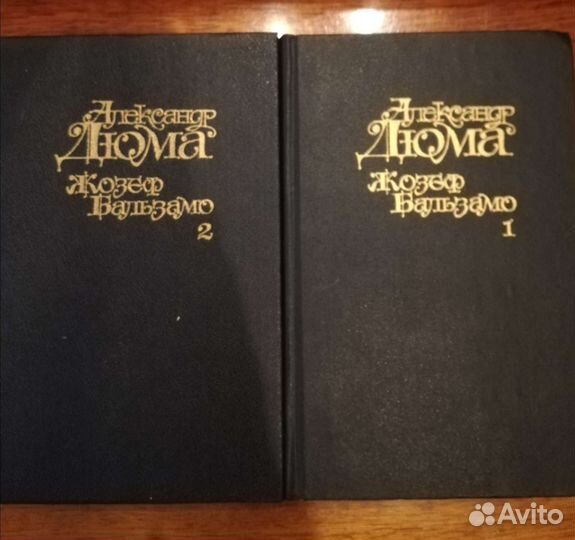 Александр
Дюма
Жозеф
Бальзамо
2
Александр
Дюма
Жозеф
Бальзамо
1
Avito